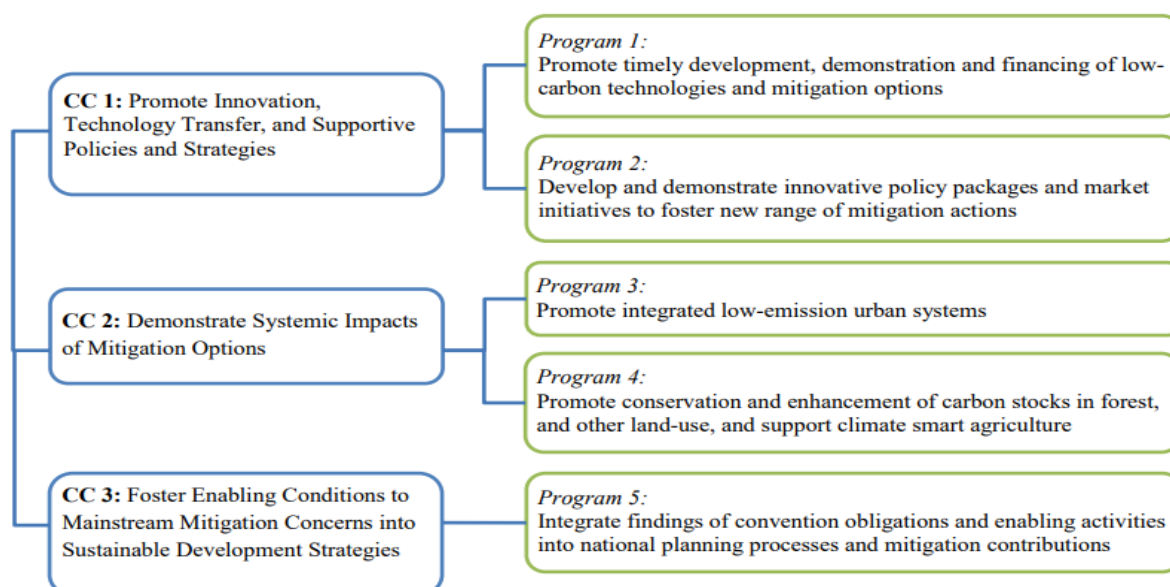 CC 1: Promote Innovation,
Technology Transfer, and Supportive
Policies and Strategies
Program 1:
Promote timely development, demonstration and financing of low-
carbon technologies and mitigation options
Program 2:
Develop and demonstrate innovative policy packages and market
initiatives to foster new range of mitigation actions
CC 2: Demonstrate Systemic Impacts
of Mitigation Options
Program 3:
Promote integrated low-emission urban systems
Program 4:
Promote conservation and enhancement of carbon stocks in forest,
and other land-use, and support climate smart agriculture
CC 3: Foster Enabling Conditions to
Mainstream Mitigation Concerns into
Sustainable Development Strategies
Program 5:
Integrate findings of convention obligations and enabling activities
into national planning processes and mitigation contributions